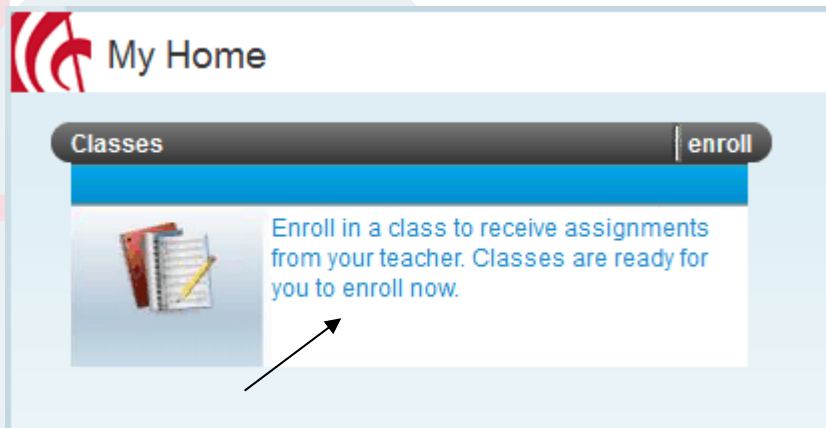 My Home
Classes
enroll
Enroll in a class to receive assignments
from your teacher. Classes are ready for
you to enroll now.